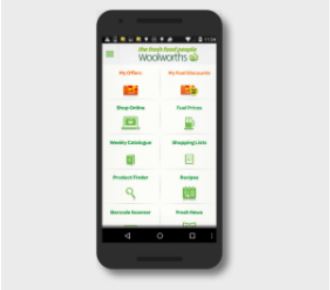 11:34
the fresh food people
Woolworths
My Offers
My Fuel Discounts
Shop Online
Fuel Prices
Weekly Catalogue
Shopping Lists
Product Finder
Recipes
Barcode Scanner
Fresh News